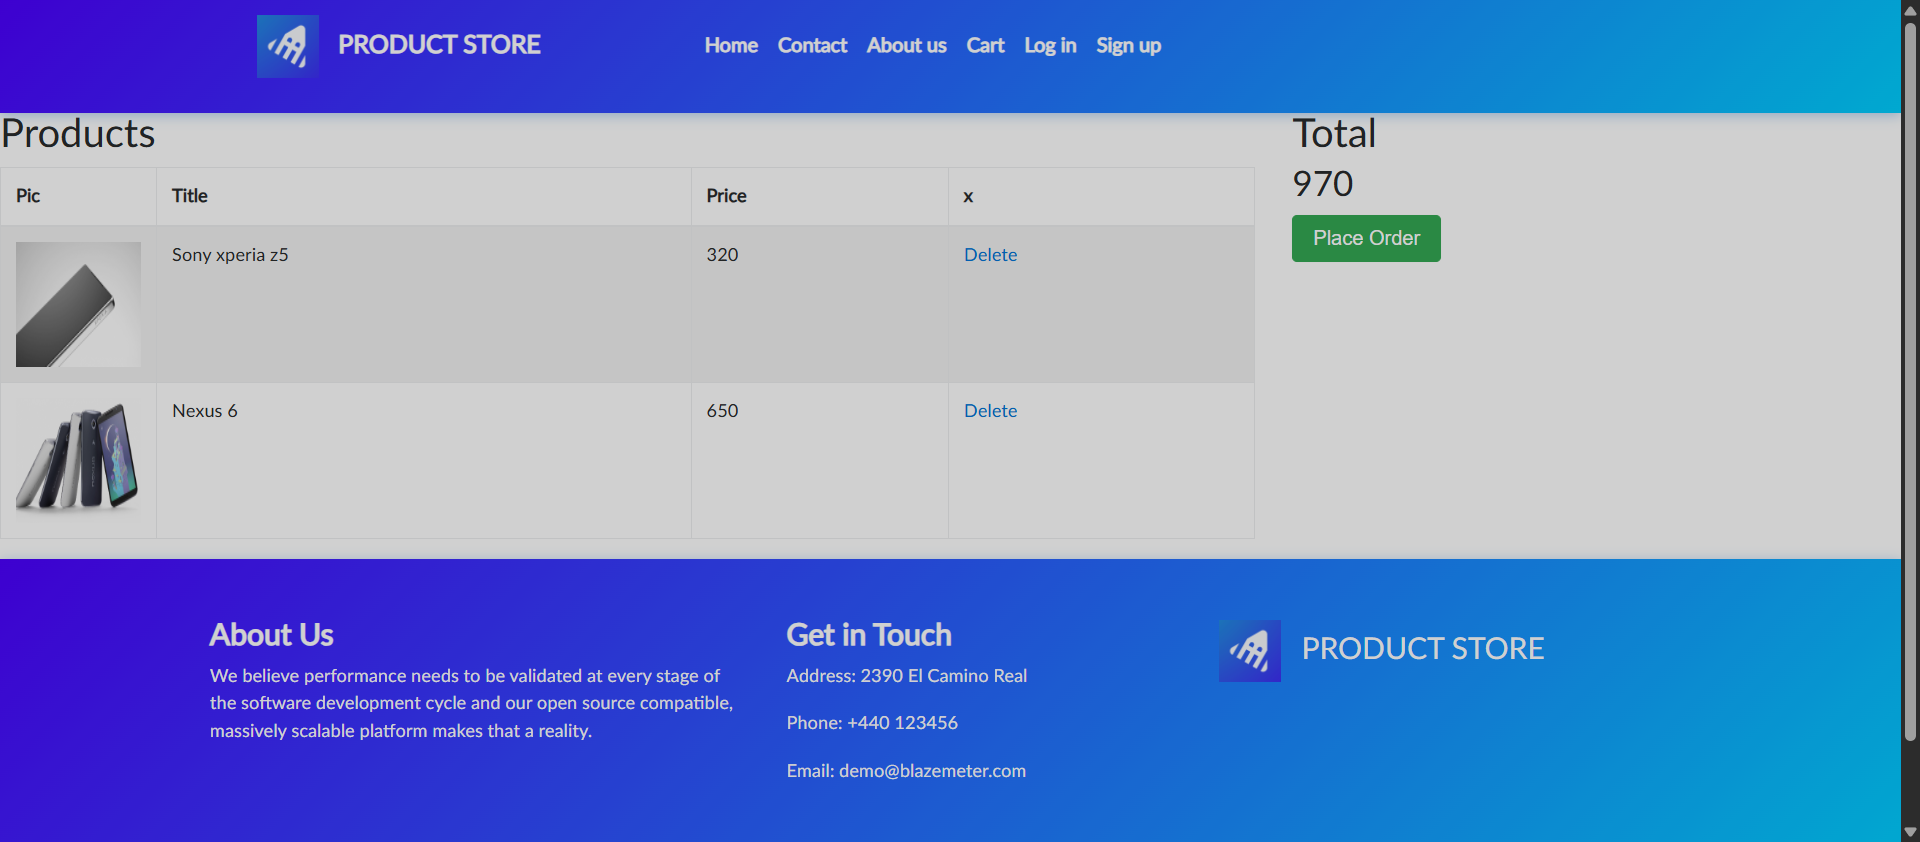 PRODUCT STORE
Home Contact About us Cart Log in Sign up
Products
Pic Title Price x
Sony xperia z5 320 Delete
Nexus 6 650 Delete
Total
970
Place Order
About Us
We believe performance needs to be validated at every stage of
the software development cycle and our open source compatible,
massively scalable platform makes that a reality.
Get in Touch
Address: 2390 El Camino Real
Phone: +440 123456
Email: demo@blazemeter.com
PRODUCT STORE